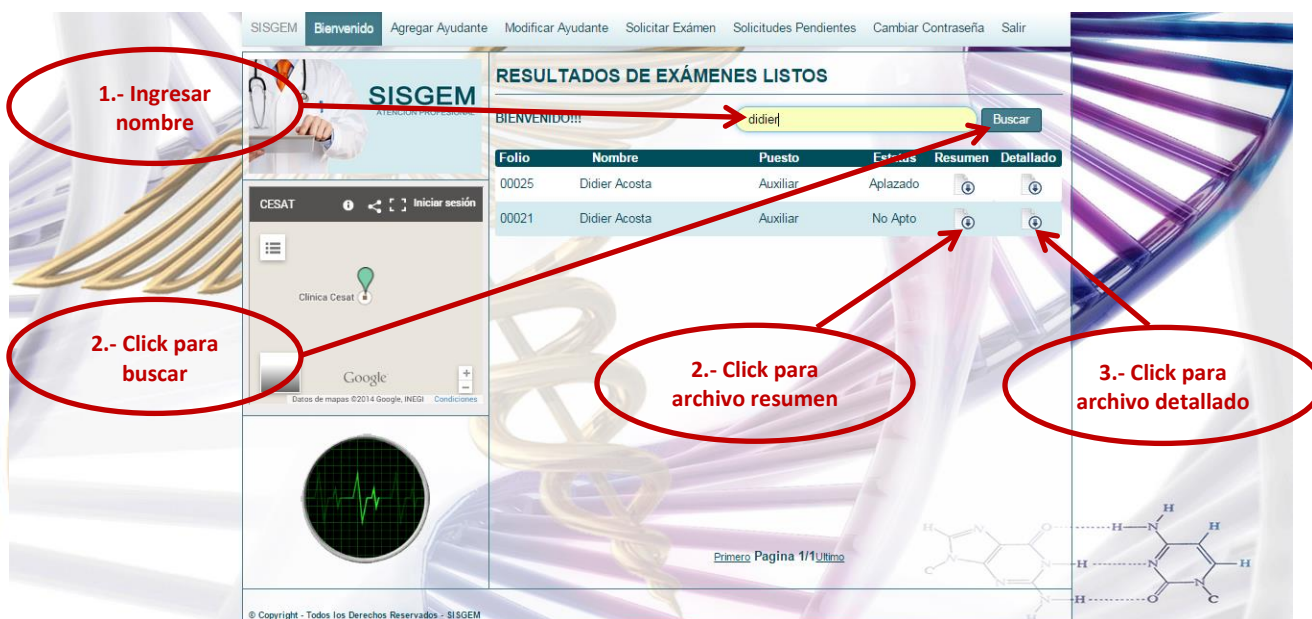 SISGEM Bienvenido Agregar Ayudante Modificar Ayudante Solicitar Exámen Solicitudes Pendientes Cambiar Contraseña Salir
1.- Ingresar
nombre
SISGEM
ATENCIÓN PROFESIONAL
RESULTADOS DE EXÁMENES LISTOS
BIENVENIDO!!!
didier
Buscar
Folio Nombre Puesto Estatus Resumen Detallado
00025 Didier Acosta Auxiliar Aplazado
00021 Didier Acosta Auxiliar No Apto
CESAT Iniciar sesión
Clínica Cesat
2.- Click para
buscar
Google
Datos de mapas ©2014 Google, INEGI Condiciones
2.- Click para
archivo resumen
3.- Click para
archivo detallado
Primero Pagina 1/1 Ultimo
H N O H N H
N N H N H
C N O N C
H H
© Copyright - Todos los Derechos Reservados - SISGEM